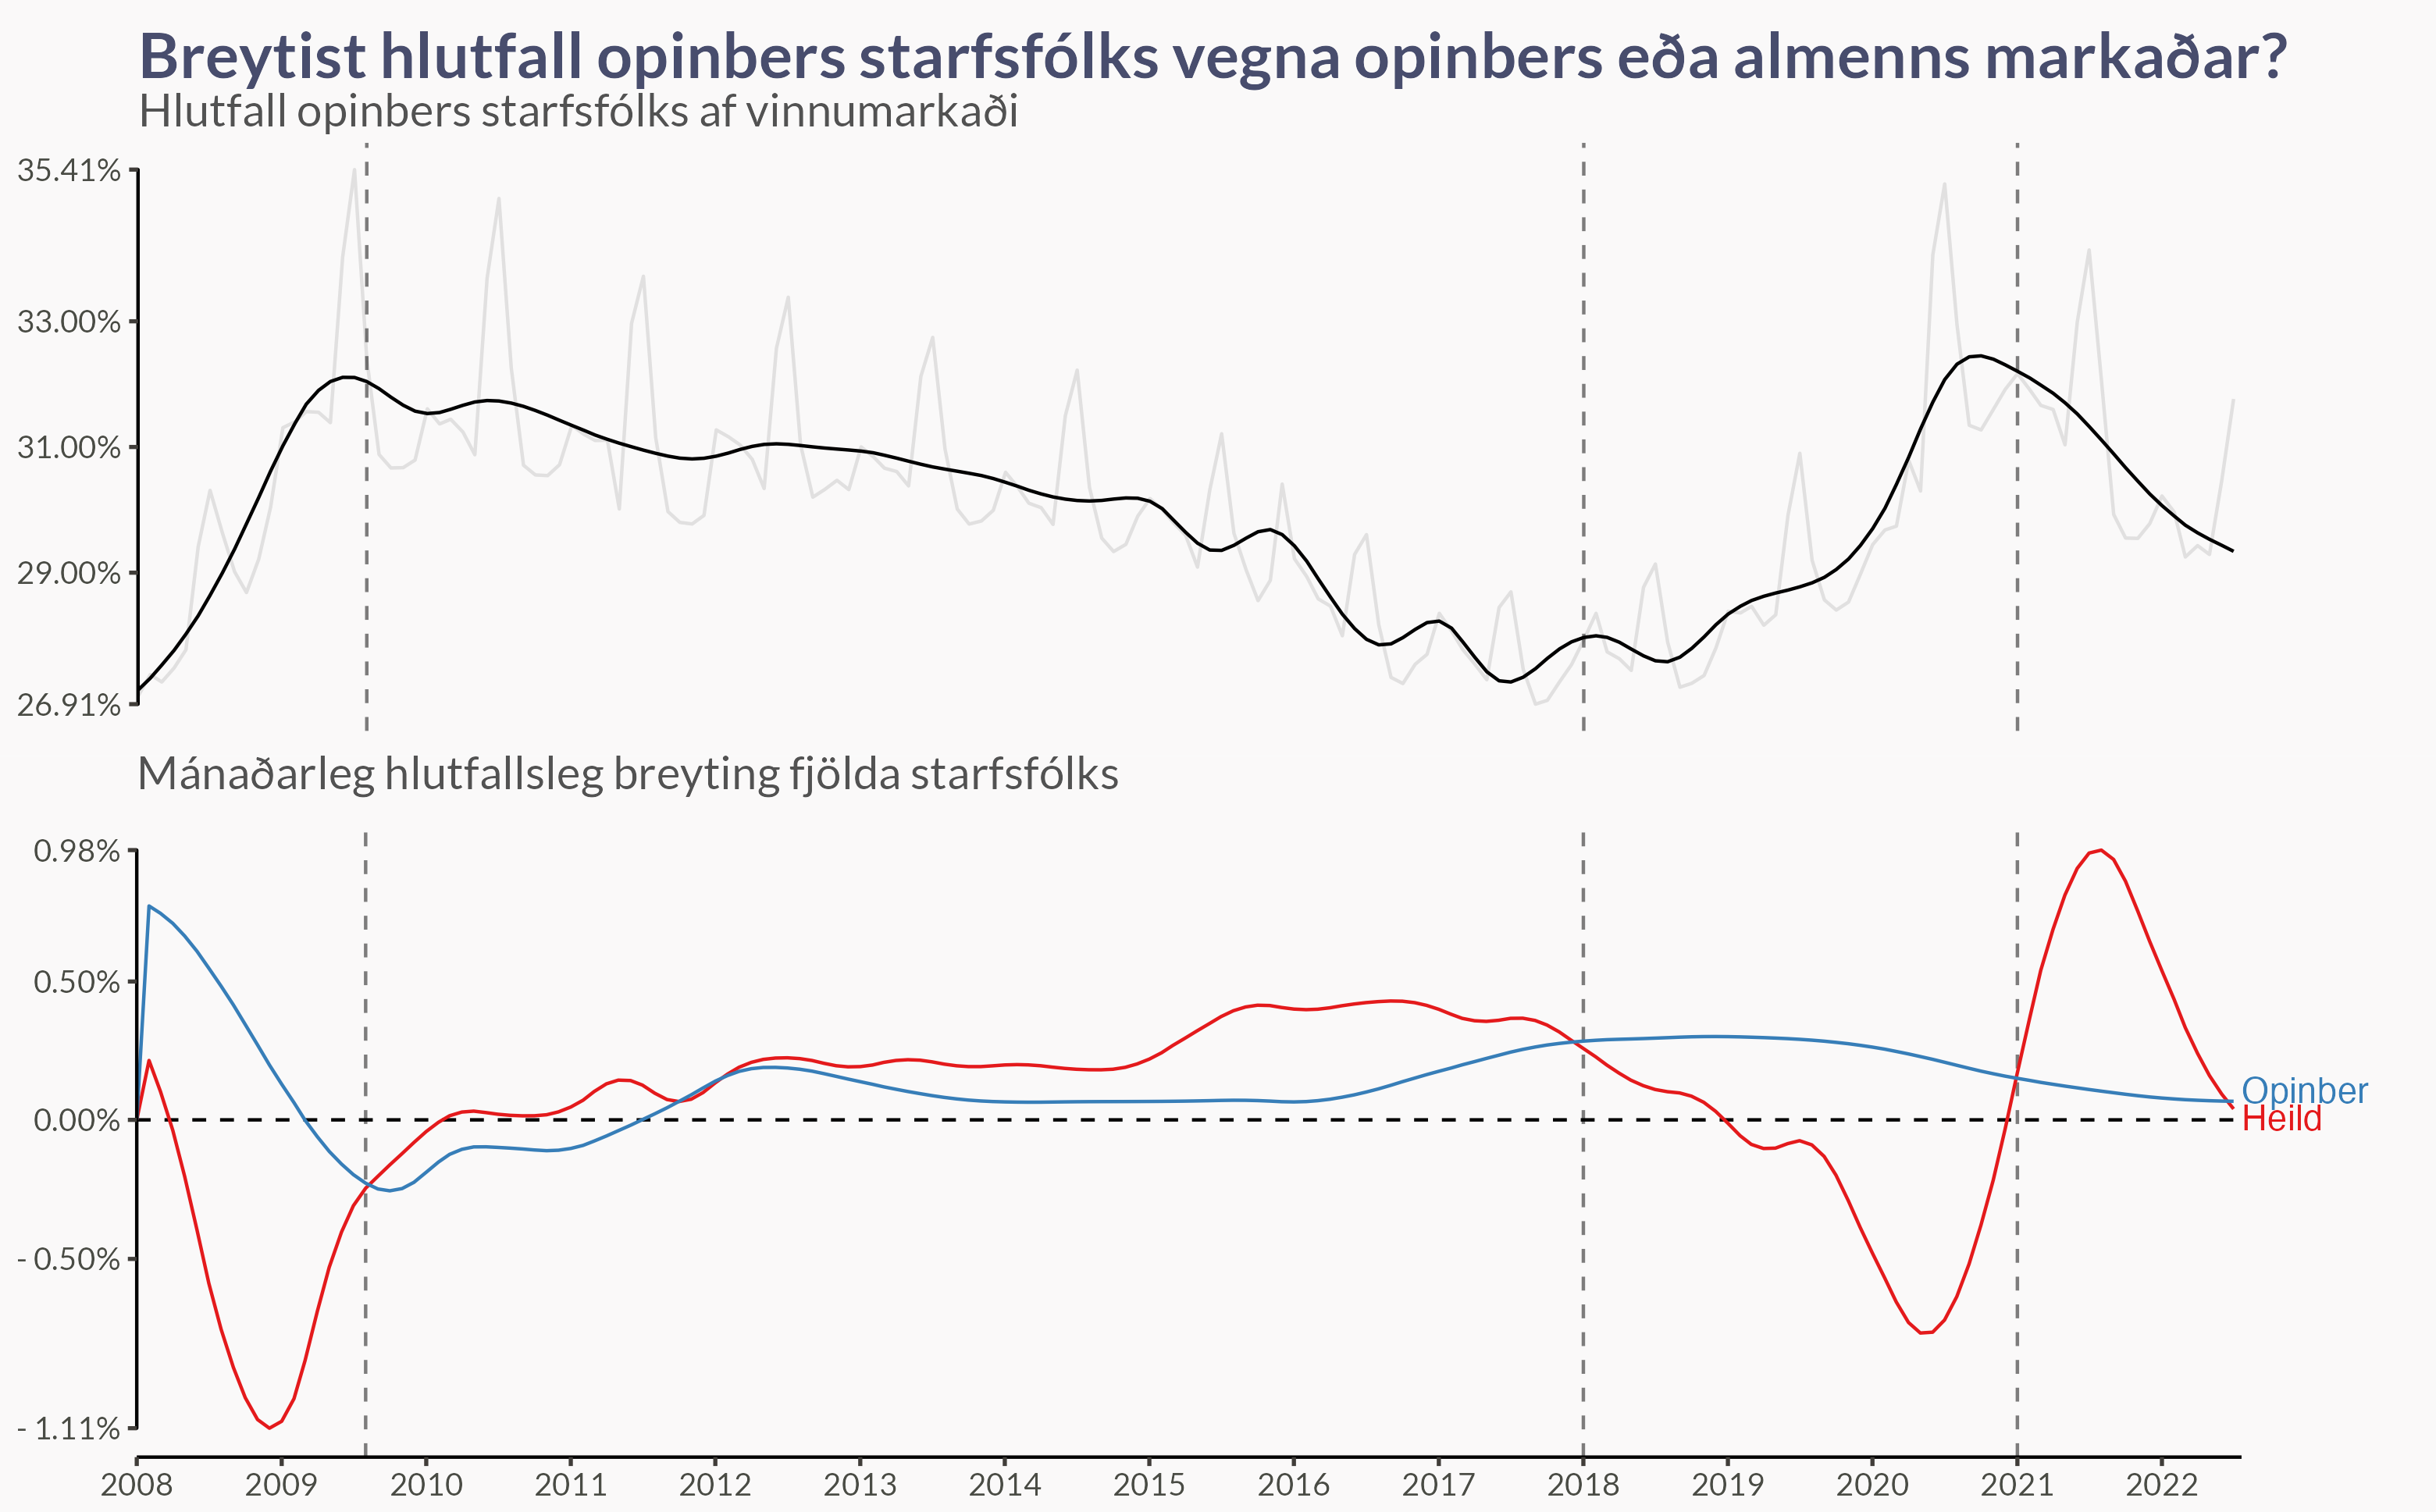 Breytist hlutfall opinbers starfsfólks vegna opinbers eða almenns markaðar?
Hlutfall opinbers starfsfólks af vinnumarkaði
35.41%
33.00%
31.00%
29.00%
26.91%
Mánaðarleg hlutfallsleg breyting fjölda starfsfólks
0.98%
0.50%
0.00%
- 0.50%
- 1.11%
Opinber
Heild
2008 2009 2010 2011 2012 2013 2014 2015 2016 2017 2018 2019 2020 2021 2022